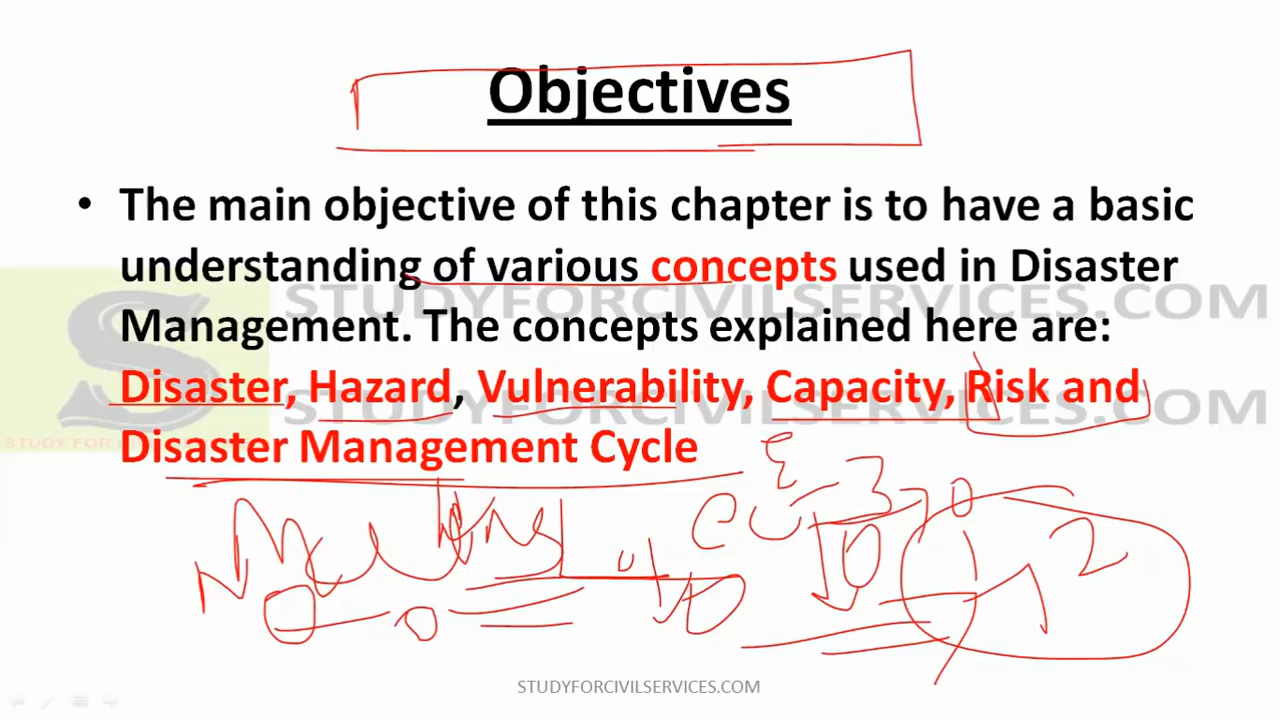 Objectives
• The main objective of this chapter is to have a basic
understanding of various concepts used in Disaster
Management. The concepts explained here are:
Disaster, Hazard, Vulnerability, Capacity, Risk and
Disaster Management Cycle
STUDYFORCIVILSERVICES.COM
STUDYFORCIVILSERVICES.COM
STUDYFORCIVILSERVICES.COM